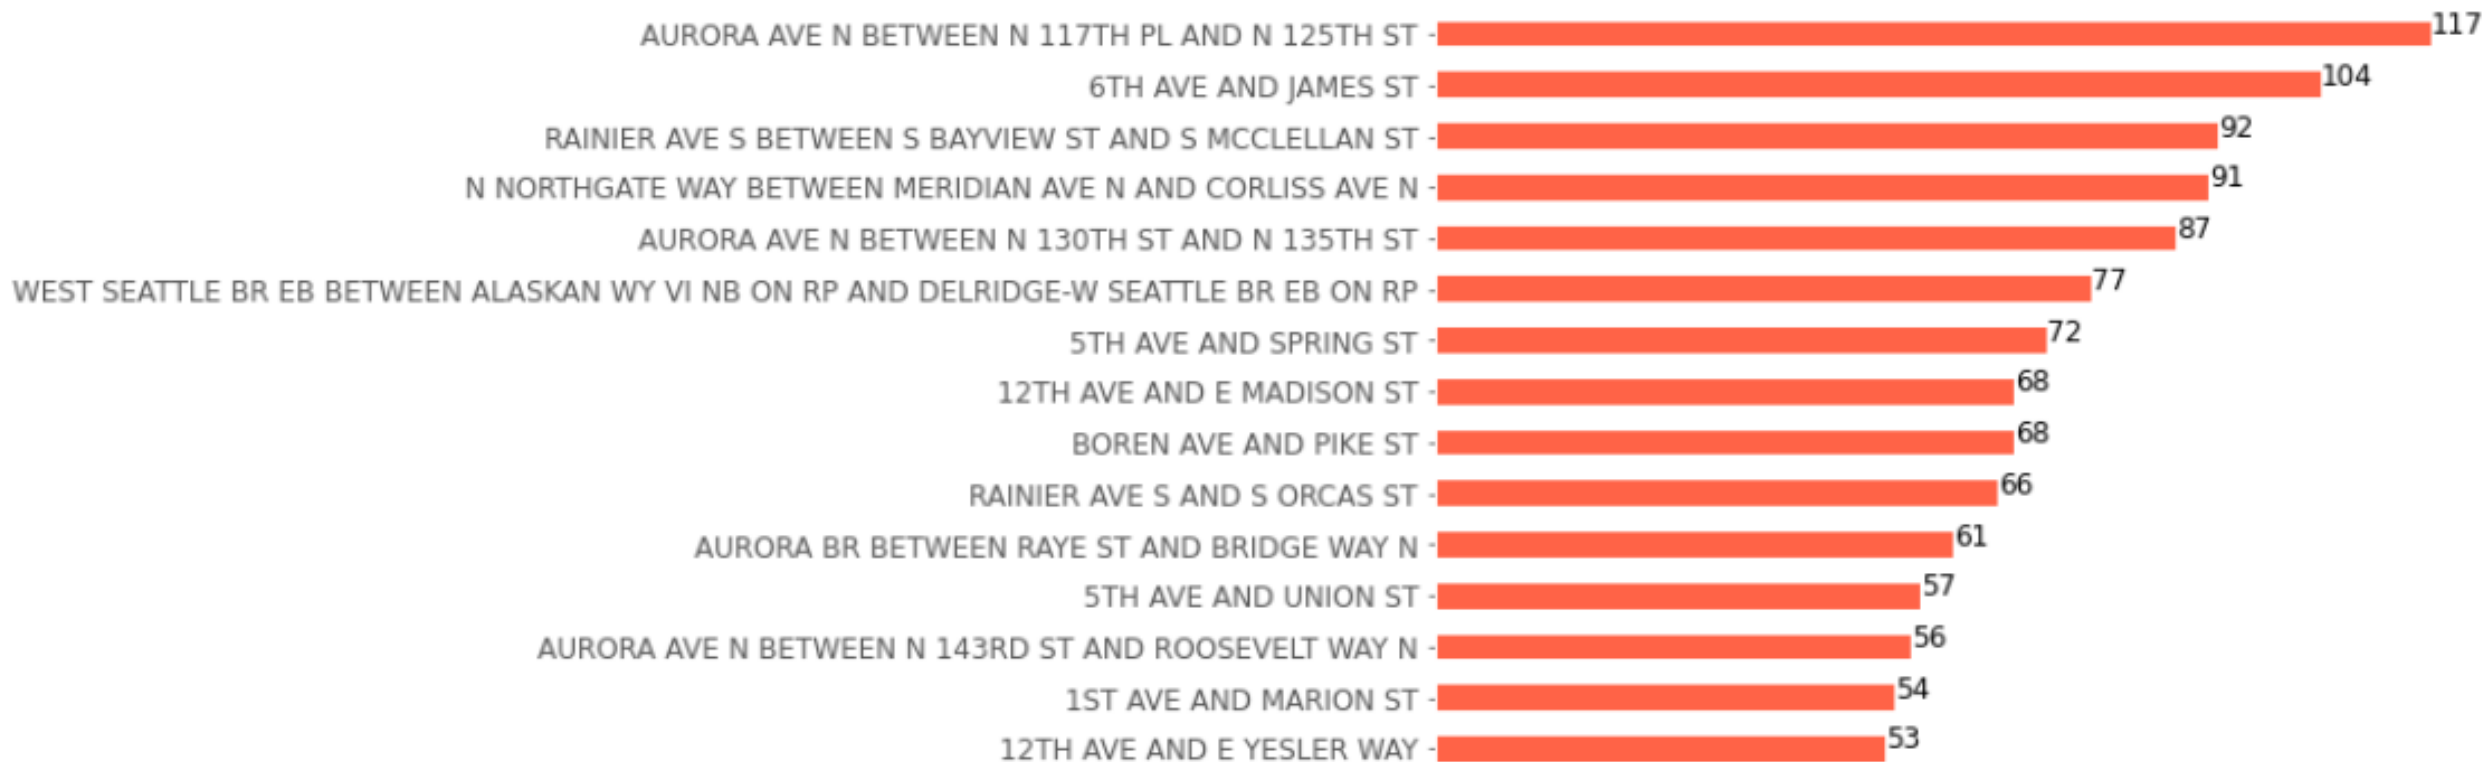 AURORA AVE N BETWEEN N 117TH PL AND N 125TH ST 117
6TH AVE AND JAMES ST 104
RAINIER AVE S BETWEEN S BAYVIEW ST AND S MCCLELLAN ST 92
N NORTHGATE WAY BETWEEN MERIDIAN AVE N AND CORLISS AVE N 91
AURORA AVE N BETWEEN N 130TH ST AND N 135TH ST 87
WEST SEATTLE BR EB BETWEEN ALASKAN WY VI NB ON RP AND DELRIDGE-W SEATTLE BR EB ON RP 77
5TH AVE AND SPRING ST 72
12TH AVE AND E MADISON ST 68
BOREN AVE AND PIKE ST 68
RAINIER AVE S AND S ORCAS ST 66
AURORA BR BETWEEN RAYE ST AND BRIDGE WAY N 61
5TH AVE AND UNION ST 57
AURORA AVE N BETWEEN N 143RD ST AND ROOSEVELT WAY N 56
1ST AVE AND MARION ST 54
12TH AVE AND E YESLER WAY 53